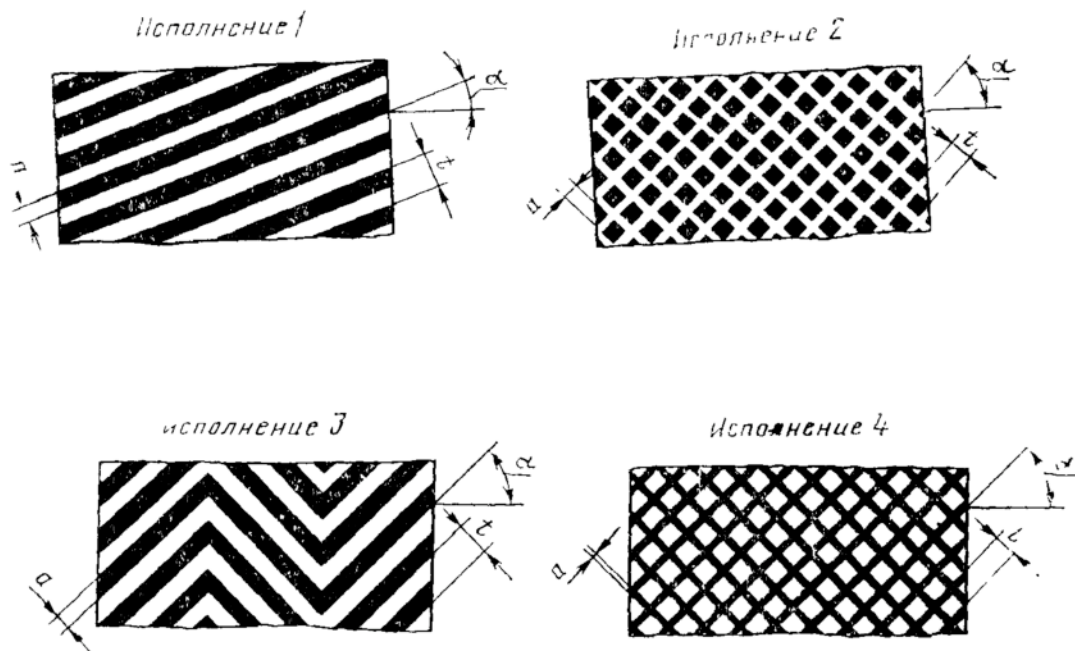 Исполнение 1
Исполнение 2
α
α
t
t
a
a
Исполнение 3
Исполнение 4
α
α
t
a
a